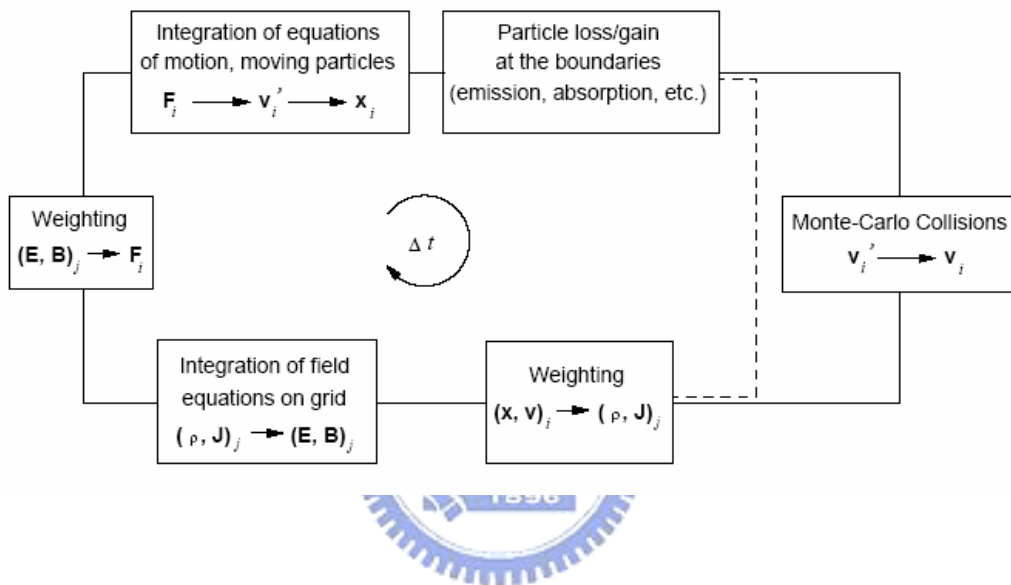 Integration of equations
of motion, moving particles
F_i → v_i' → x_i
Particle loss/gain
at the boundaries
(emission, absorption, etc.)
Monte-Carlo Collisions
v_i' → v_i
Weighting
(x, v)_i → (ρ, J)_j
Integration of field
equations on grid
(ρ, J)_j → (E, B)_j
Weighting
(E, B)_j → F_i
Δt
1896